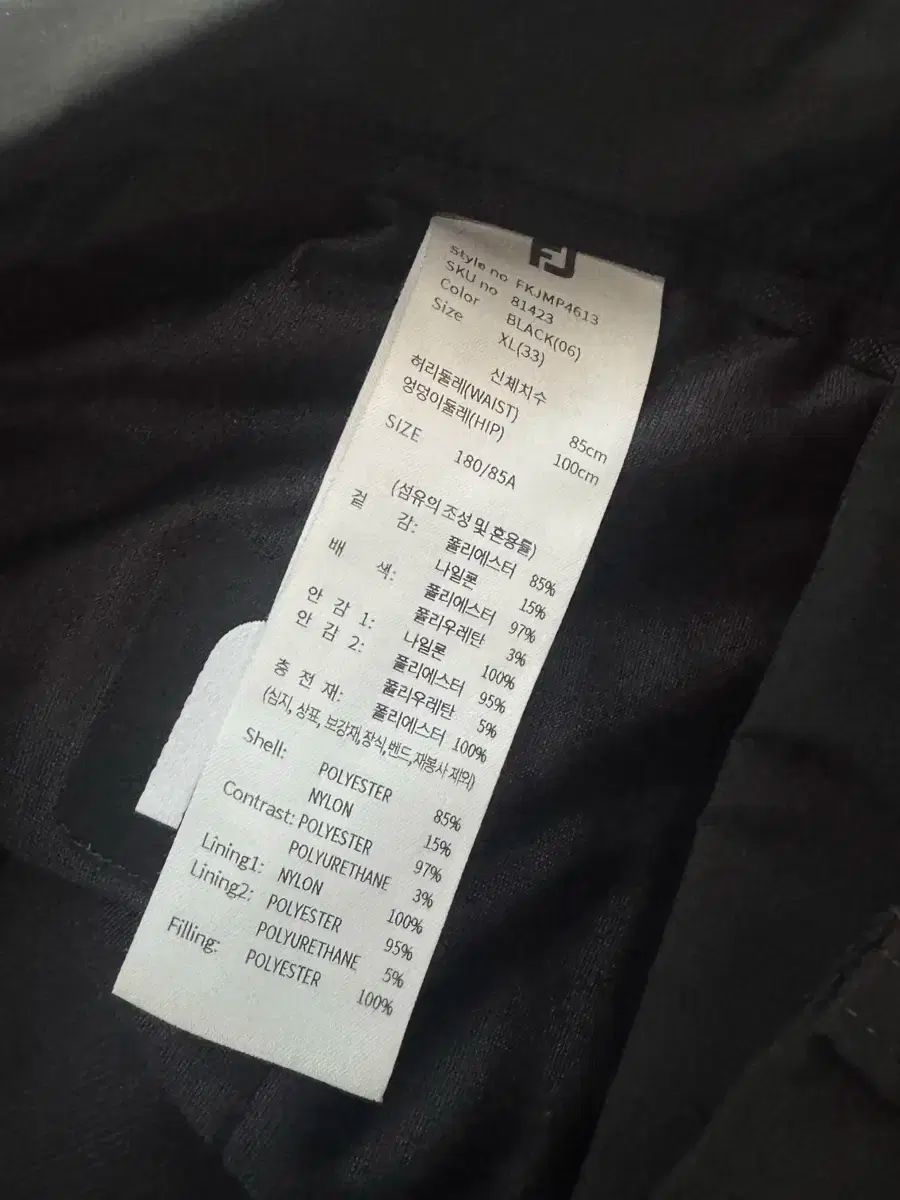 FJ
Style no FKJMP4613
SKU no 81423
Color BLACK(06)
Size XL(33)
신체치수
허리둘레(WAIST) 85cm
엉덩이둘레(HIP) 100cm
SIZE 180/85A
(섬유의 조성 및 혼용률)
겉 감: 폴리에스터 85%
나일론 15%
배 색: 폴리에스터 97%
폴리우레탄 3%
안 감 1: 나일론 100%
안 감 2: 폴리에스터 95%
폴리우레탄 5%
충 전 재: 폴리에스터 100%
(심지, 상표, 보강재,장식,벤드,재봉사 제외)
Shell: POLYESTER 85%
NYLON 15%
Contrast: POLYESTER 97%
POLYURETHANE 3%
Lining1: NYLON 100%
Lining2: POLYESTER 95%
POLYURETHANE 5%
Filling: POLYESTER 100%